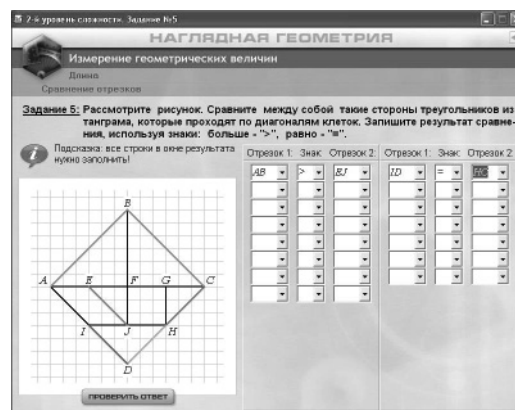 2-й уровень сложности. Задание №5
НАГЛЯДНАЯ ГЕОМЕТРИЯ
Измерение геометрических величин
Длина
Сравнение отрезков
Задание 5: Рассмотрите рисунок. Сравните между собой такие стороны треугольников из
танграма, которые проходят по диагоналям клеток. Запишите результат сравне-
ния, используя знаки: больше - ">", равно - "=".
Подсказка: все строки в окне результата
нужно заполнить!
Отрезок 1: Знак: Отрезок 2: Отрезок 1: Знак: Отрезок 2:
AB > EJ ID = HC
B
A E F G C
I J H
D
ПРОВЕРИТЬ ОТВЕТ